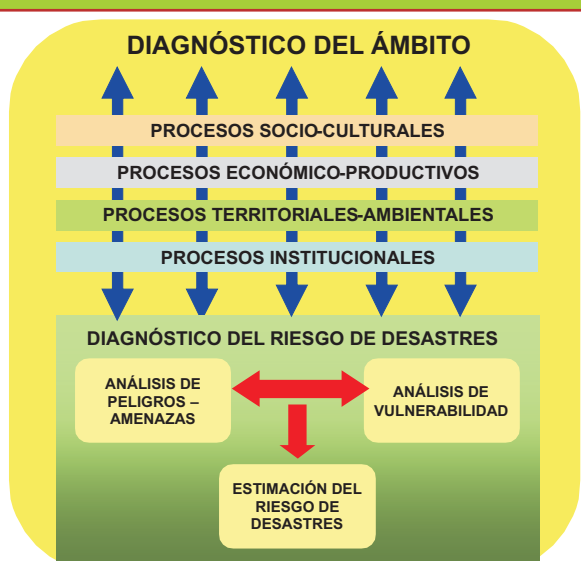 DIAGNÓSTICO DEL ÁMBITO
PROCESOS SOCIO-CULTURALES
PROCESOS ECONÓMICO-PRODUCTIVOS
PROCESOS TERRITORIALES-AMBIENTALES
PROCESOS INSTITUCIONALES
DIAGNÓSTICO DEL RIESGO DE DESASTRES
ANÁLISIS DE
PELIGROS –
AMENAZAS
ANÁLISIS DE
VULNERABILIDAD
ESTIMACIÓN DEL
RIESGO DE
DESASTRES